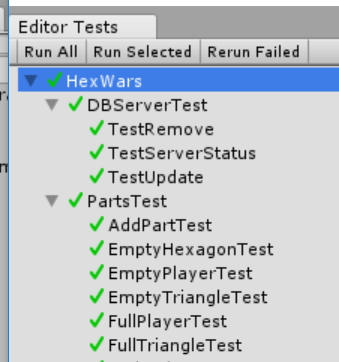 Editor Tests
Run All Run Selected Rerun Failed
HexWars
DBServerTest
TestRemove
TestServerStatus
TestUpdate
PartsTest
AddPartTest
EmptyHexagonTest
EmptyPlayerTest
EmptyTriangleTest
FullPlayerTest
FullTriangleTest